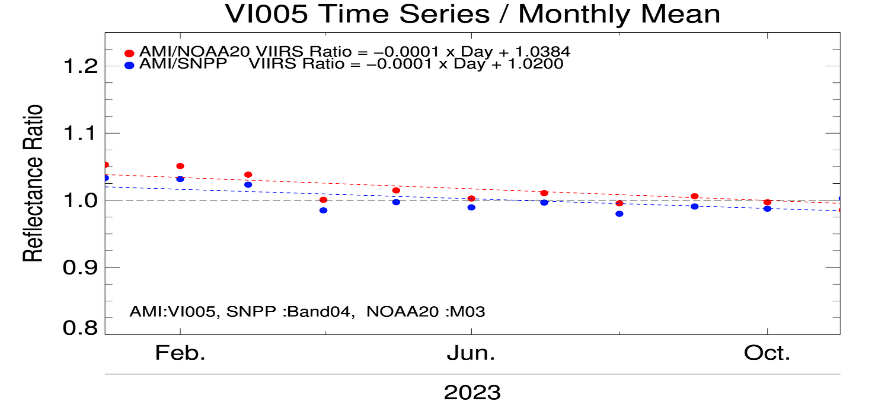 VI005 Time Series / Monthly Mean
AMI/NOAA20 VIIRS Ratio = −0.0001 x Day + 1.0384
AMI/SNPP VIIRS Ratio = −0.0001 x Day + 1.0200
1.2
1.1
1.0
0.9
0.8
Reflectance Ratio
AMI:VI005, SNPP :Band04, NOAA20 :M03
Feb. Jun. Oct.
2023